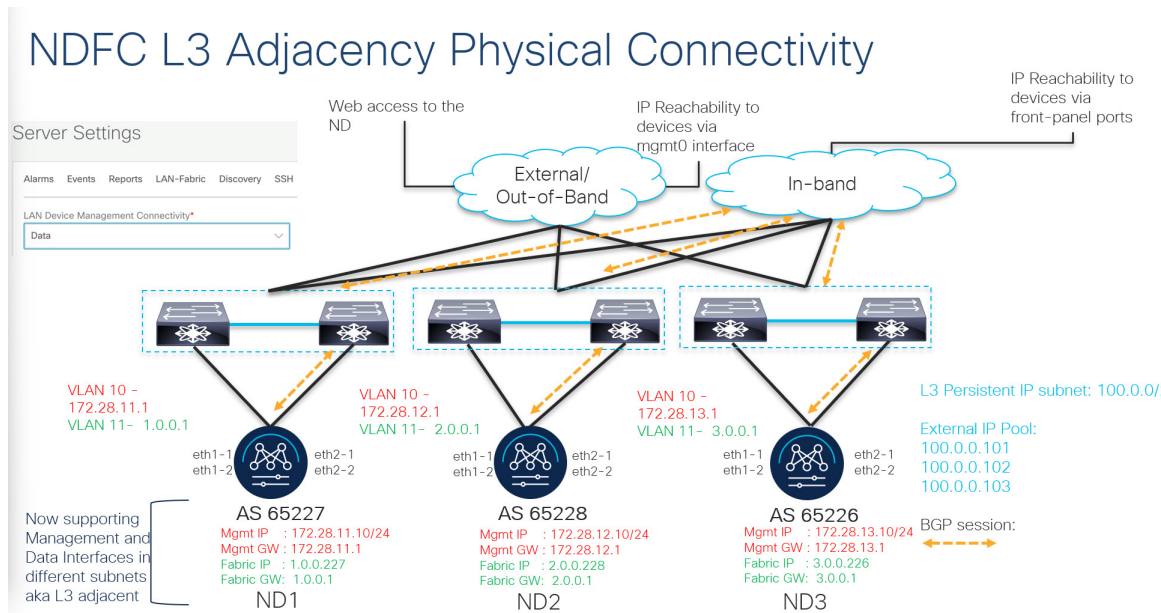 NDFC L3 Adjacency Physical Connectivity
Server Settings
Alarms Events Reports LAN-Fabric Discovery SSH
LAN Device Management Connectivity*
Data
Web access to the
ND
IP Reachability to
devices via
mgmt0 interface
IP Reachability to
devices via
front-panel ports
External/
Out-of-Band
In-band
VLAN 10 -
172.28.11.1
VLAN 11- 1.0.0.1
VLAN 10 -
172.28.12.1
VLAN 11- 2.0.0.1
VLAN 10 -
172.28.13.1
VLAN 11- 3.0.0.1
L3 Persistent IP subnet: 100.0.0/
External IP Pool:
100.0.0.101
100.0.0.102
100.0.0.103
BGP session:
eth1-1
eth1-2
eth2-1
eth2-2
eth1-1
eth1-2
eth2-1
eth2-2
eth1-1
eth1-2
eth2-1
eth2-2
Now supporting
Management and
Data Interfaces in
different subnets
aka L3 adjacent
AS 65227
Mgmt IP : 172.28.11.10/24
Mgmt GW : 172.28.11.1
Fabric IP : 1.0.0.227
Fabric GW: 1.0.0.1
ND1
AS 65228
Mgmt IP : 172.28.12.10/24
Mgmt GW : 172.28.12.1
Fabric IP : 2.0.0.228
Fabric GW: 2.0.0.1
ND2
AS 65226
Mgmt IP : 172.28.13.10/24
Mgmt GW : 172.28.13.1
Fabric IP : 3.0.0.226
Fabric GW: 3.0.0.1
ND3